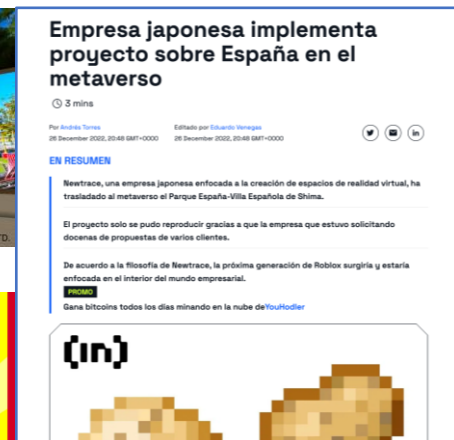 Empresa japonesa implementa
proyecto sobre España en el
metaverso
3 mins
Por Andrés Torres
26 December 2022, 20:48 GMT+0000
Editado por Eduardo Venegas
26 December 2022, 20:48 GMT+0000
in
EN RESUMEN
Newtrace, una empresa japonesa enfocada a la creación de espacios de realidad virtual, ha
trasladado al metaverso el Parque España-Villa Española de Shima.
El proyecto solo se pudo reproducir gracias a que la empresa que estuvo solicitando
docenas de propuestas de varios clientes.
De acuerdo a la filosofía de Newtrace, la próxima generación de Roblox surgiría y estaría
enfocada en el interior del mundo empresarial.
PROMO
Gana bitcoins todos los días minando en la nube deYouHodler
TD.
(in)